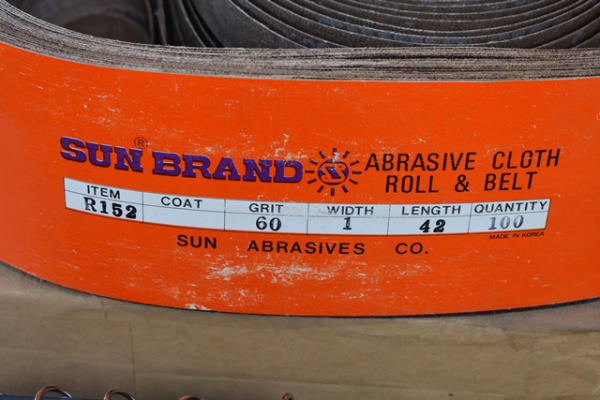 SUN BRAND® ABRASIVE CLOTH
ROLL & BELT
ITEM COAT GRIT WIDTH LENGTH QUANTITY
R152 60 1 42 100
MADE IN KOREA
SUN ABRASIVES CO.